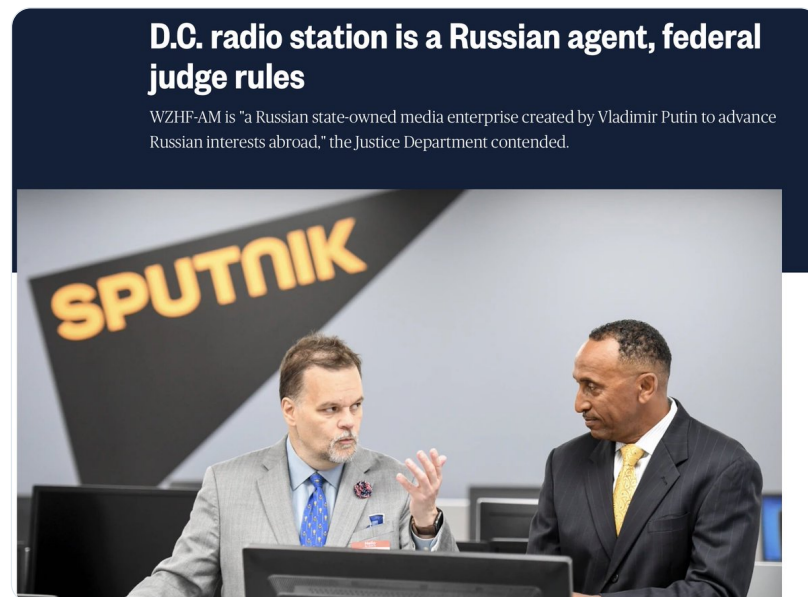 D.C. radio station is a Russian agent, federal
judge rules
WZHF-AM is "a Russian state-owned media enterprise created by Vladimir Putin to advance
Russian interests abroad," the Justice Department contended.
SPUTNIK